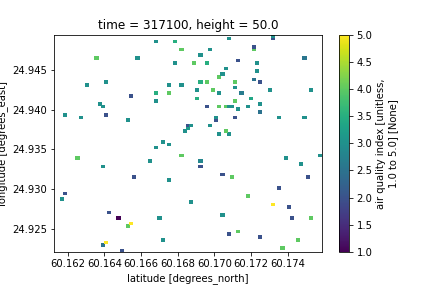 time = 317100, height = 50.0
24.945
24.940
24.935
24.930
24.925
longitude [degrees_east]
60.162 60.164 60.166 60.168 60.170 60.172 60.174
latitude [degrees_north]
5.0
4.5
4.0
3.5
3.0
2.5
2.0
1.5
1.0
air quality index [unitless,
1.0 to 5.0] [None]